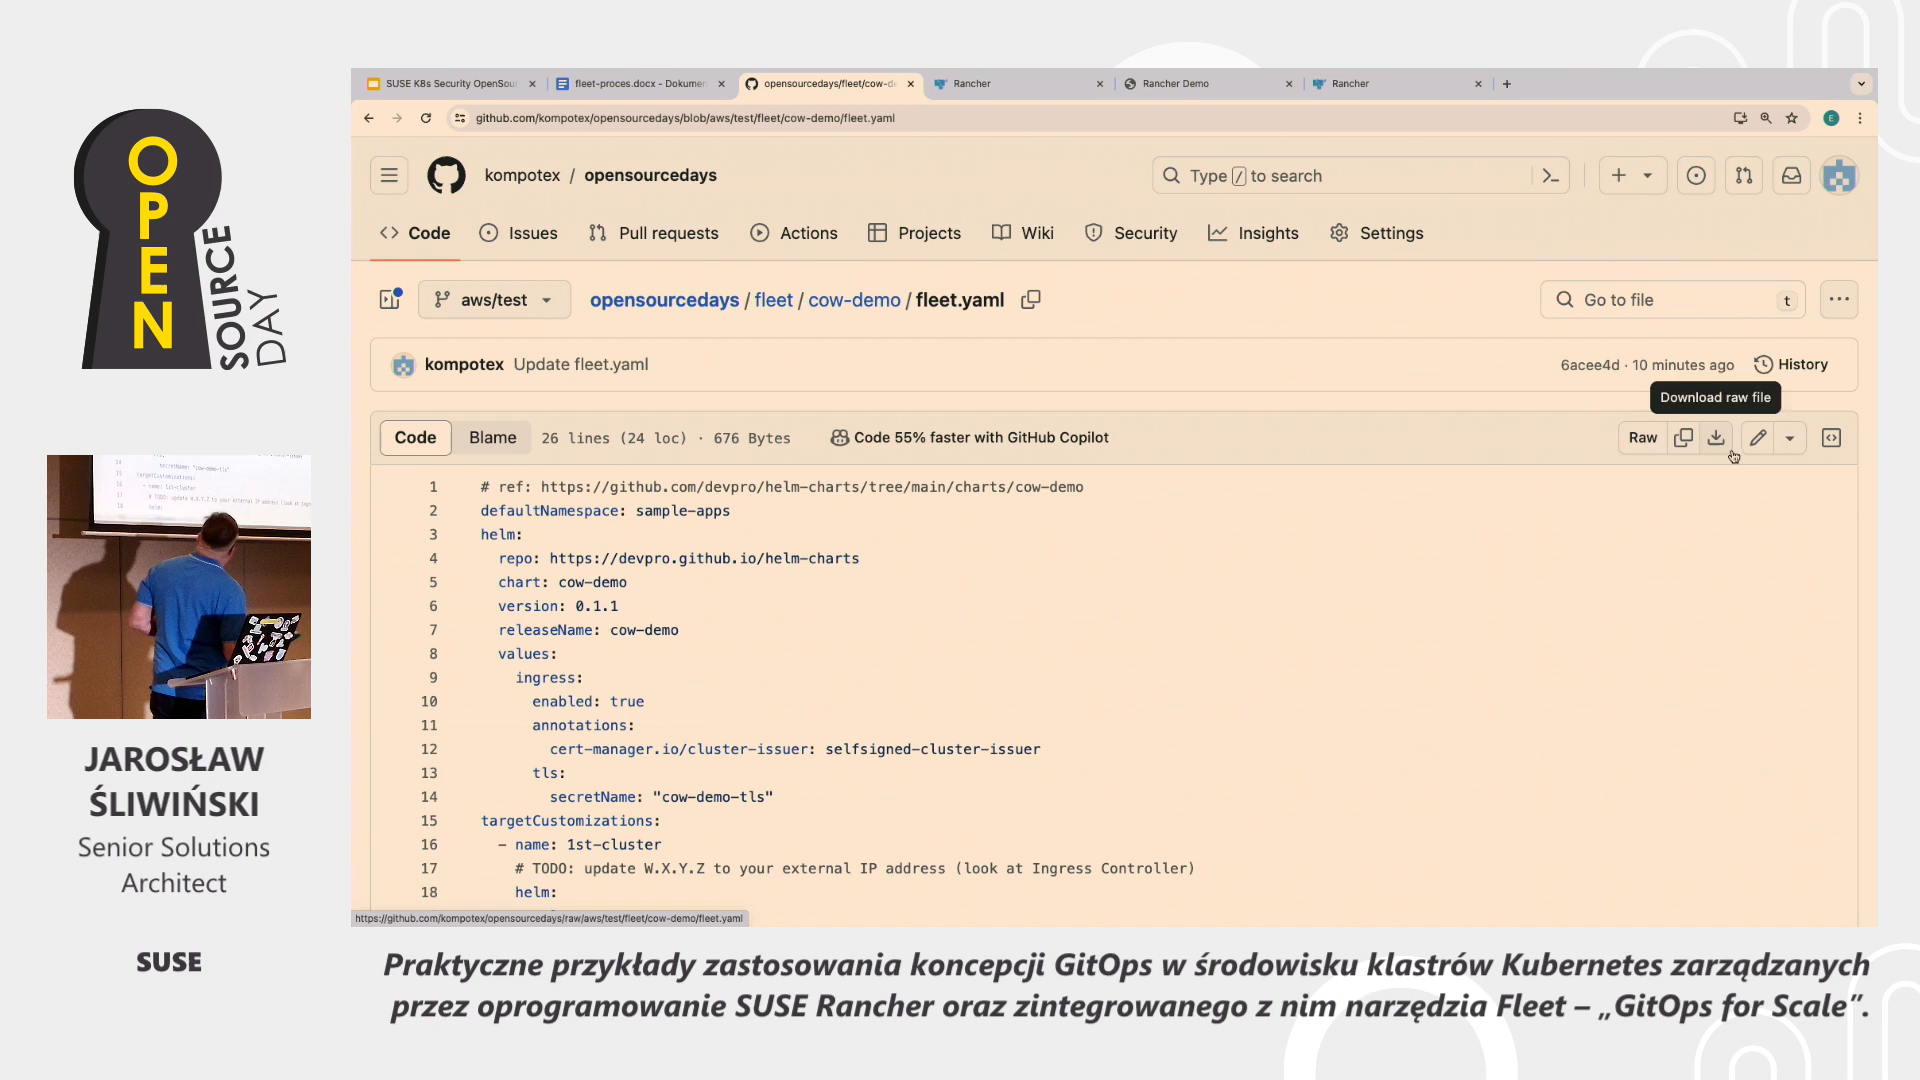 OPEN
SOURCE
DAY
JAROSŁAW
ŚLIWIŃSKI
Senior Solutions
Architect
SUSE
SUSE K8s Security OpenSour
fleet-proces.docx - Dokumen
opensourcedays/fleet/cow-de
Rancher
Rancher Demo
Rancher
github.com/kompotex/opensourcedays/blob/aws/test/fleet/cow-demo/fleet.yaml
E
kompotex / opensourcedays
Type / to search
Code
Issues
Pull requests
Actions
Projects
Wiki
Security
Insights
Settings
aws/test
opensourcedays / fleet / cow-demo / fleet.yaml
Go to file
t
kompotex Update fleet.yaml
6acee4d · 10 minutes ago
History
Download raw file
Code
Blame
26 lines (24 loc) · 676 Bytes
Code 55% faster with GitHub Copilot
Raw
1 # ref: https://github.com/devpro/helm-charts/tree/main/charts/cow-demo
2 defaultNamespace: sample-apps
3 helm:
4 repo: https://devpro.github.io/helm-charts
5 chart: cow-demo
6 version: 0.1.1
7 releaseName: cow-demo
8 values:
9 ingress:
10 enabled: true
11 annotations:
12 cert-manager.io/cluster-issuer: selfsigned-cluster-issuer
13 tls:
14 secretName: "cow-demo-tls"
15 targetCustomizations:
16 - name: 1st-cluster
17 # TODO: update W.X.Y.Z to your external IP address (look at Ingress Controller)
18 helm:
https://github.com/kompotex/opensourcedays/raw/aws/test/fleet/cow-demo/fleet.yaml
Praktyczne przykłady zastosowania koncepcji GitOps w środowisku klastrów Kubernetes zarządzanych
przez oprogramowanie SUSE Rancher oraz zintegrowanego z nim narzędzia Fleet – „GitOps for Scale”.